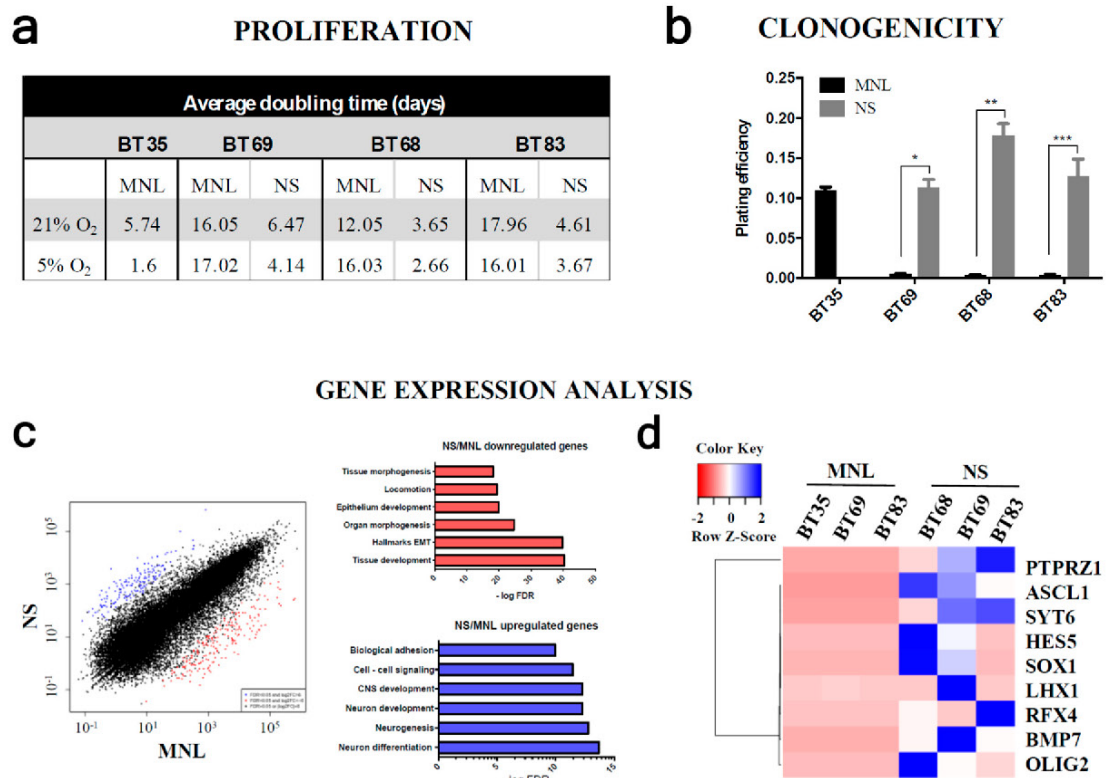 a
PROLIFERATION
Average doubling time (days)
BT35 BT69 BT68 BT83
MNL MNL NS MNL NS MNL NS
21% O2 5.74 16.05 6.47 12.05 3.65 17.96 4.61
5% O2 1.6 17.02 4.14 16.03 2.66 16.01 3.67
b
CLONOGENICITY
MNL
NS
Plating efficiency
0.25
0.20
0.15
0.10
0.05
0.00
*
**
***
BT35 BT69 BT68 BT83
GENE EXPRESSION ANALYSIS
c
NS
10^5
10^3
10^1
10^-1
10^-1 10^1 10^3 10^5
MNL
NS/MNL downregulated genes
Tissue morphogenesis
Locomotion
Epithelium development
Organ morphogenesis
Hallmarks EMT
Tissue development
0 10 20 30 40 50
- log FDR
NS/MNL upregulated genes
Biological adhesion
Cell - cell signaling
CNS development
Neuron development
Neurogenesis
Neuron differentiation
0 5 10 15
d
Color Key
-2 0 2
Row Z-Score
MNL NS
BT35 BT69 BT83 BT68 BT69 BT83
PTPRZ1
ASCL1
SYT6
HES5
SOX1
LHX1
RFX4
BMP7
OLIG2